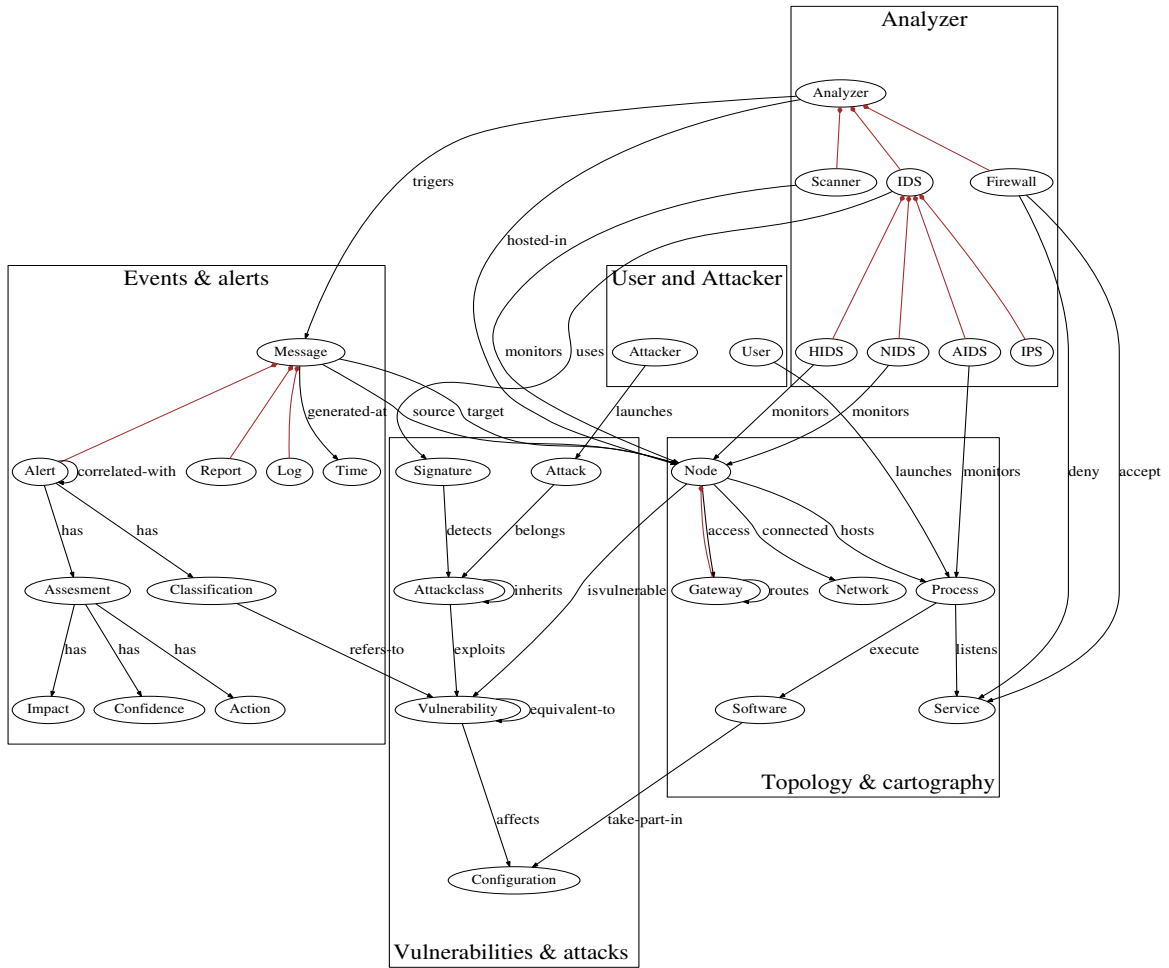 Analyzer
Analyzer
trigers
Scanner
IDS
Firewall
hosted-in
Events & alerts
User and Attacker
Message
monitors
uses
Attacker
User
HIDS
NIDS
AIDS
IPS
generated-at
source
target
launches
monitors
monitors
Alert
correlated-with
Report
Log
Time
Signature
Attack
Node
launches
monitors
deny
accept
has
has
detects
belongs
access
connected
hosts
Assesment
Classification
Attackclass
inherits
isvulnerable
Gateway
routes
Network
Process
has
has
has
refers-to
exploits
execute
listens
Impact
Confidence
Action
Vulnerability
equivalent-to
Software
Service
Topology & cartography
affects
take-part-in
Configuration
Vulnerabilities & attacks